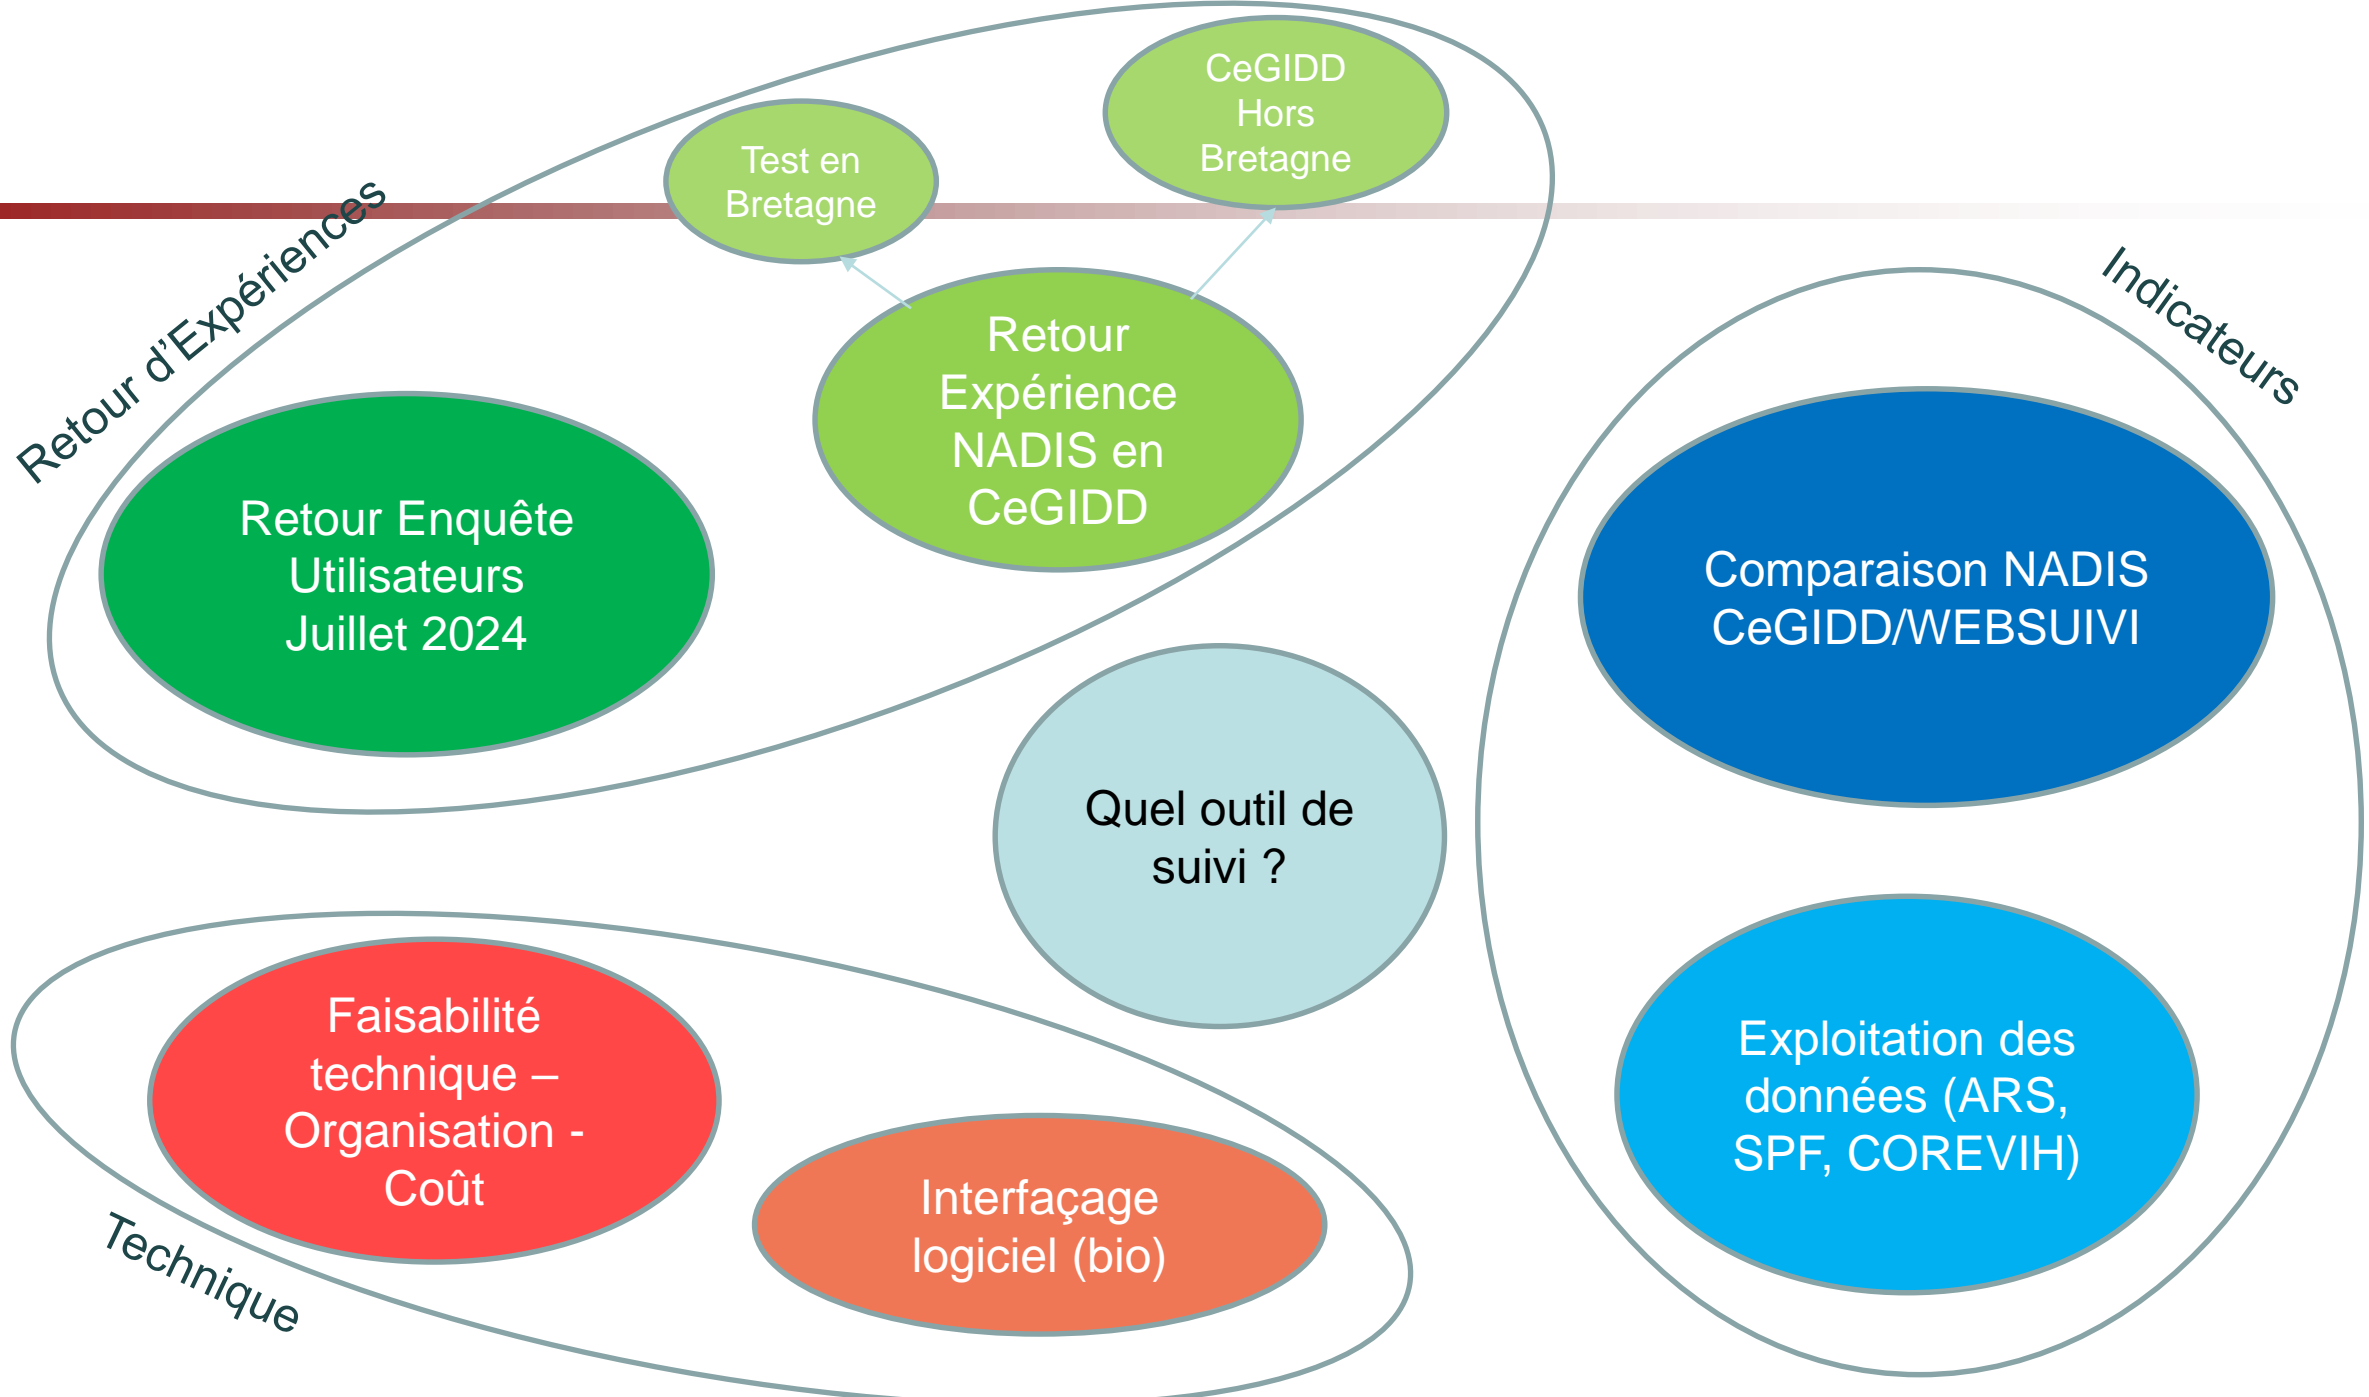 Retour d'Expériences
Test en
Bretagne
CeGIDD
Hors
Bretagne
Retour
Expérience
NADIS en
CeGIDD
Retour Enquête
Utilisateurs
Juillet 2024
Indicateurs
Comparaison NADIS
CeGIDD/WEBSUIVI
Exploitation des
données (ARS,
SPF, COREVIH)
Quel outil de
suivi ?
Technique
Faisabilité
technique –
Organisation -
Coût
Interfaçage
logiciel (bio)